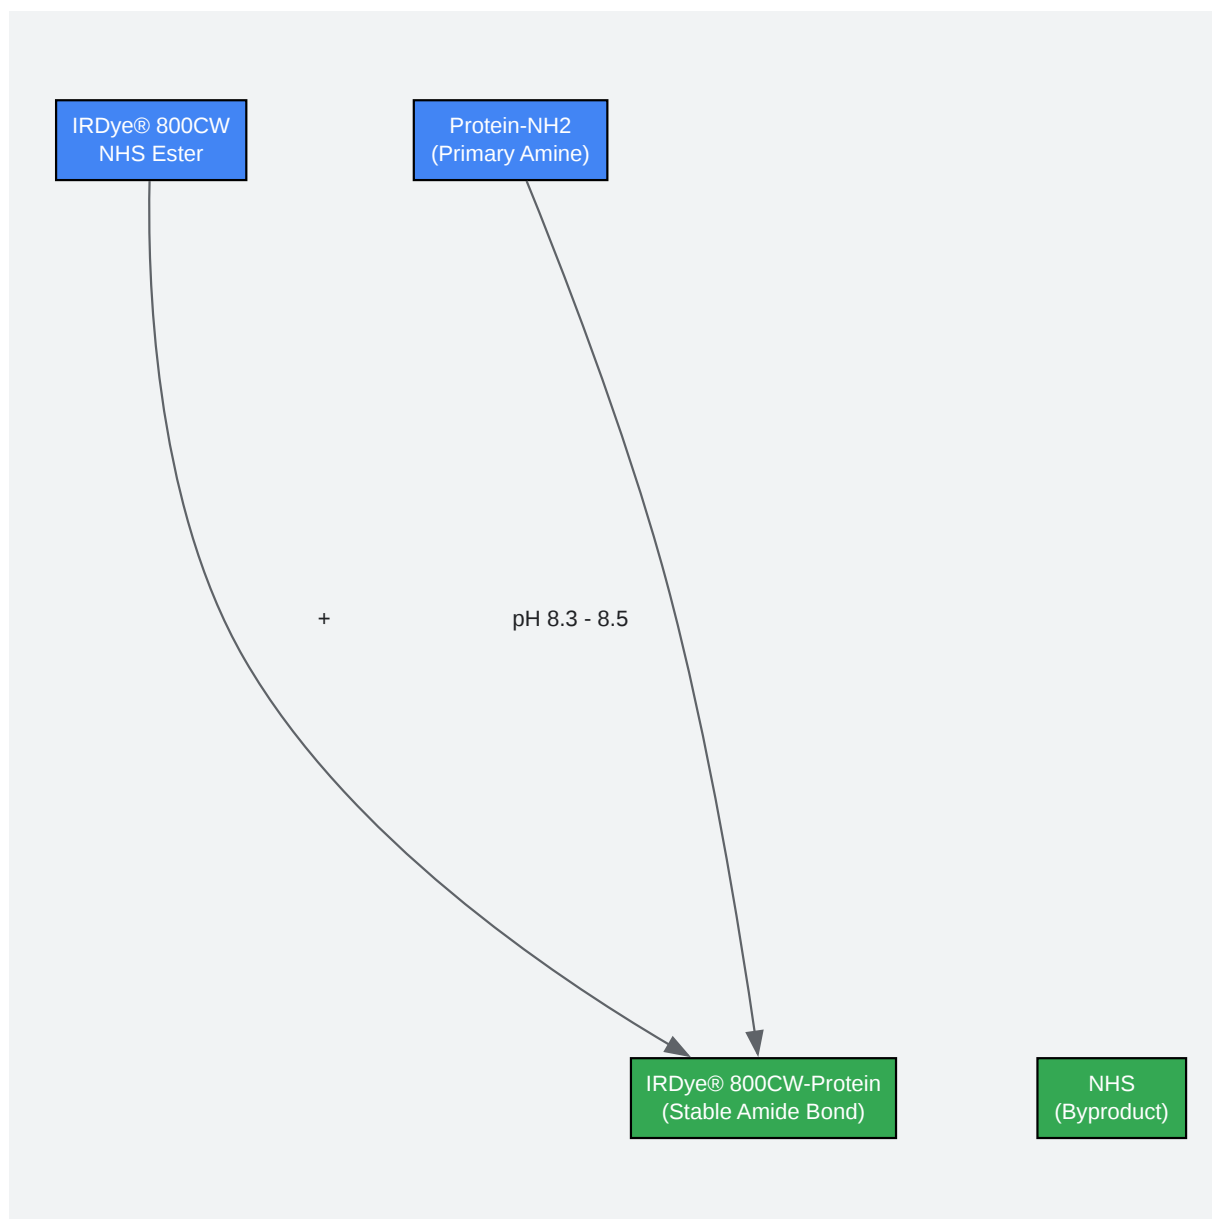 IRDye® 800CW
NHS Ester
Protein-NH2
(Primary Amine)
+
pH 8.3 - 8.5
IRDye® 800CW-Protein
(Stable Amide Bond)
NHS
(Byproduct)